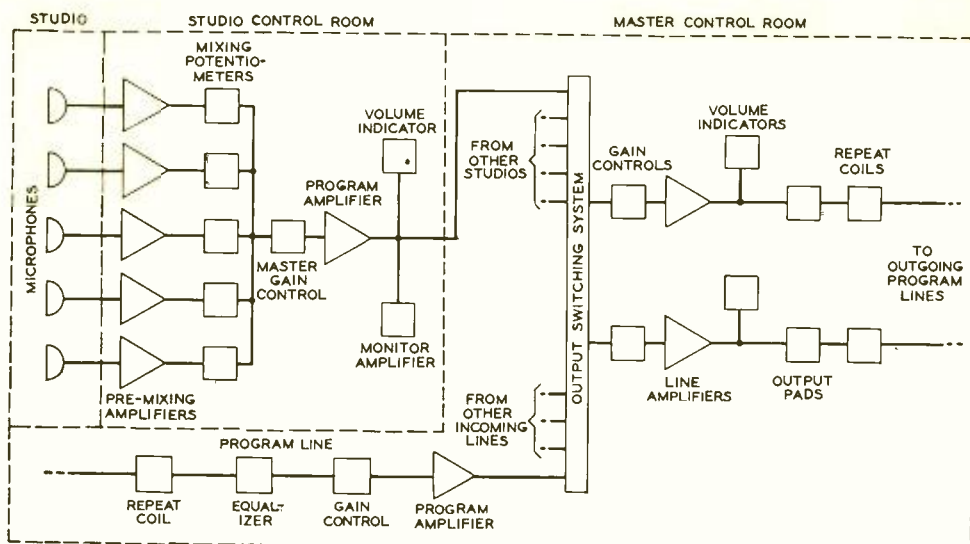 STUDIO
STUDIO CONTROL ROOM
MASTER CONTROL ROOM
MICROPHONES
MIXING
POTENTIO-
METERS
PRE-MIXING
AMPLIFIERS
MASTER
GAIN
CONTROL
PROGRAM
AMPLIFIER
VOLUME
INDICATOR
MONITOR
AMPLIFIER
FROM
OTHER
STUDIOS
FROM
OTHER
INCOMING
LINES
OUTPUT SWITCHING SYSTEM
GAIN
CONTROLS
VOLUME
INDICATORS
REPEAT
COILS
LINE
AMPLIFIERS
OUTPUT
PADS
TO
OUTGOING
PROGRAM
LINES
PROGRAM LINE
REPEAT
COIL
EQUAL-
IZER
GAIN
CONTROL
PROGRAM
AMPLIFIER